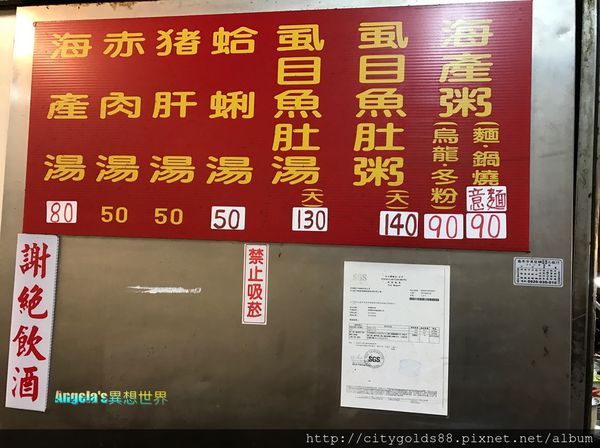 海產粥(麵·鍋燒意麵
烏龍·冬粉)
90
90
虱目魚肚粥(大)
140
虱目魚肚湯(大)
130
蛤蜊湯
50
豬肝湯
50
赤肉湯
50
海產湯
80
謝絕飲酒
禁止吸菸
SGS
SGS
Angela's異想世界
http://citygolds88.pixnet.net/album